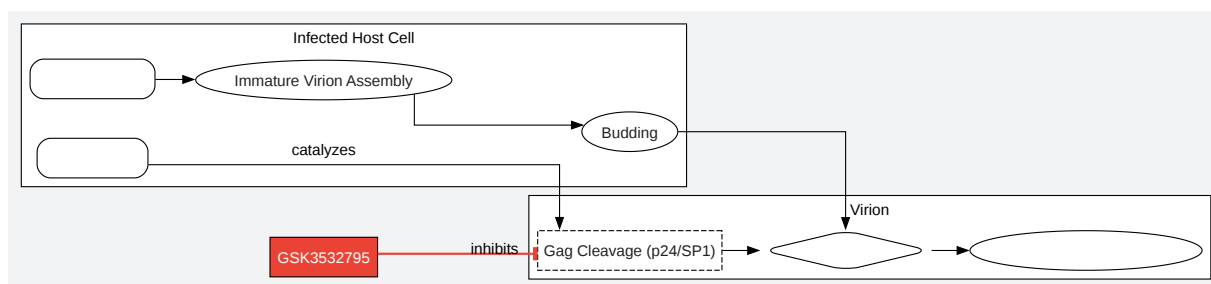 Infected Host Cell
Immature Virion Assembly
Budding
catalyzes
Virion
inhibits
Gag Cleavage (p24/SP1)
GSK3532795